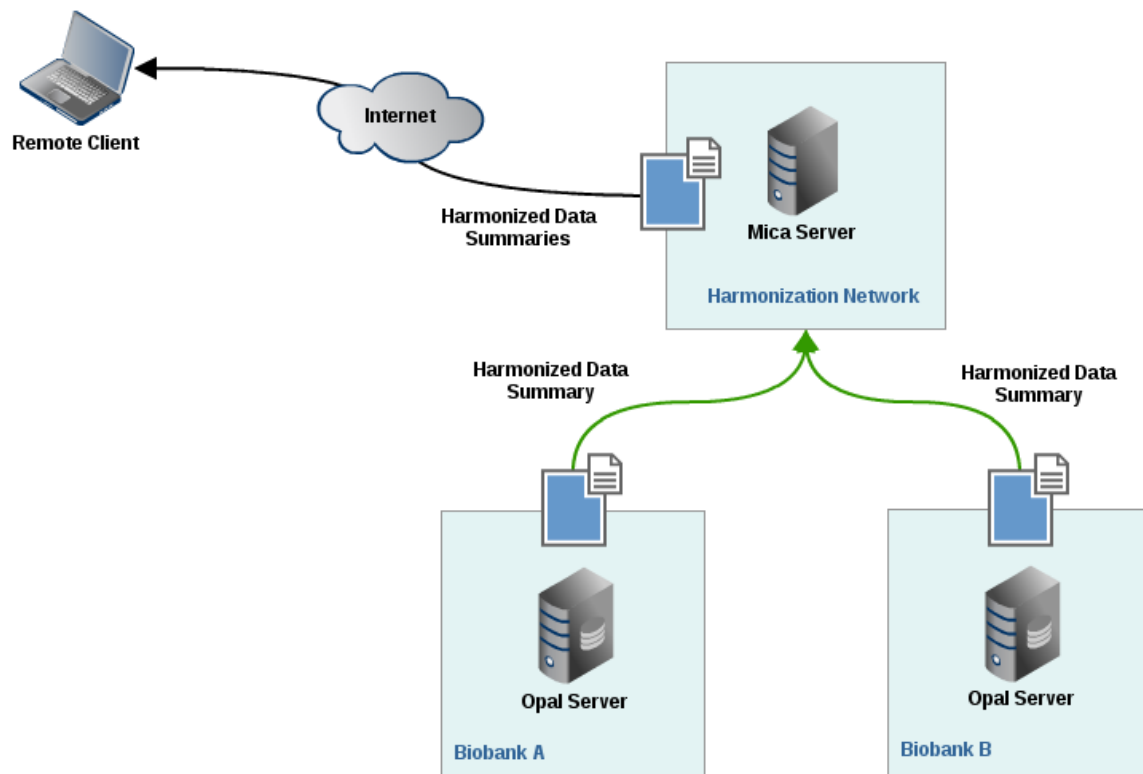 Internet
Remote Client
Harmonized Data
Summaries
Mica Server
Harmonization Network
Harmonized Data
Summary
Harmonized Data
Summary
Opal Server
Biobank A
Opal Server
Biobank B